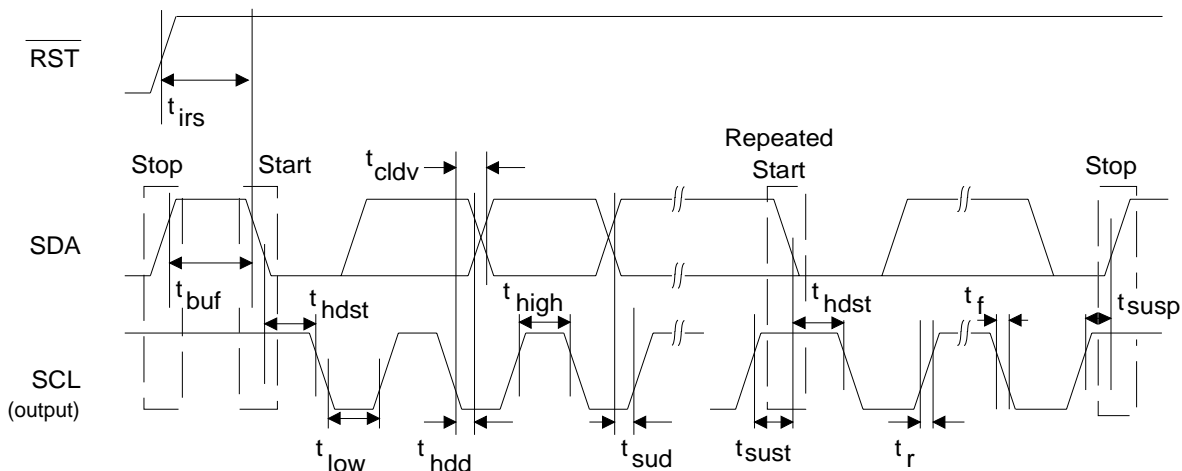 RST
t irs
Repeated
Stop Start t cldv Start Stop
SDA
t buf t hdst t high t hdst t f t susp
SCL
(output)
t low t hdd t sud t sust t r